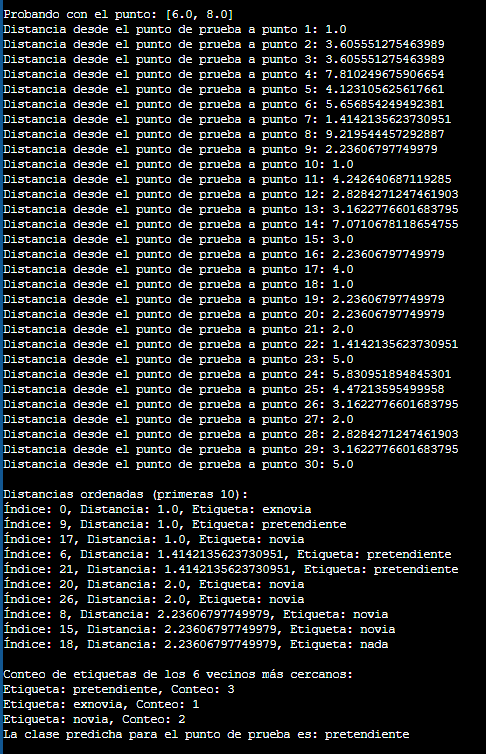 Probando con el punto: [6.0, 8.0]
Distancia desde el punto de prueba a punto 1: 1.0
Distancia desde el punto de prueba a punto 2: 3.605551275463989
Distancia desde el punto de prueba a punto 3: 3.605551275463989
Distancia desde el punto de prueba a punto 4: 7.810249675906654
Distancia desde el punto de prueba a punto 5: 4.123105625617661
Distancia desde el punto de prueba a punto 6: 5.656854249492381
Distancia desde el punto de prueba a punto 7: 1.4142135623730951
Distancia desde el punto de prueba a punto 8: 9.219544457292887
Distancia desde el punto de prueba a punto 9: 2.23606797749979
Distancia desde el punto de prueba a punto 10: 1.0
Distancia desde el punto de prueba a punto 11: 4.242640687119285
Distancia desde el punto de prueba a punto 12: 2.8284271247461903
Distancia desde el punto de prueba a punto 13: 3.1622776601683795
Distancia desde el punto de prueba a punto 14: 7.0710678118654755
Distancia desde el punto de prueba a punto 15: 3.0
Distancia desde el punto de prueba a punto 16: 2.23606797749979
Distancia desde el punto de prueba a punto 17: 4.0
Distancia desde el punto de prueba a punto 18: 1.0
Distancia desde el punto de prueba a punto 19: 2.23606797749979
Distancia desde el punto de prueba a punto 20: 2.23606797749979
Distancia desde el punto de prueba a punto 21: 2.0
Distancia desde el punto de prueba a punto 22: 1.4142135623730951
Distancia desde el punto de prueba a punto 23: 5.0
Distancia desde el punto de prueba a punto 24: 5.830951894845301
Distancia desde el punto de prueba a punto 25: 4.47213595499958
Distancia desde el punto de prueba a punto 26: 3.1622776601683795
Distancia desde el punto de prueba a punto 27: 2.0
Distancia desde el punto de prueba a punto 28: 2.8284271247461903
Distancia desde el punto de prueba a punto 29: 3.1622776601683795
Distancia desde el punto de prueba a punto 30: 5.0
Distancias ordenadas (primeras 10):
Índice: 0, Distancia: 1.0, Etiqueta: exnovia
Índice: 9, Distancia: 1.0, Etiqueta: pretendiente
Índice: 17, Distancia: 1.0, Etiqueta: novia
Índice: 6, Distancia: 1.4142135623730951, Etiqueta: pretendiente
Índice: 21, Distancia: 1.4142135623730951, Etiqueta: pretendiente
Índice: 20, Distancia: 2.0, Etiqueta: novia
Índice: 26, Distancia: 2.0, Etiqueta: novia
Índice: 8, Distancia: 2.23606797749979, Etiqueta: novia
Índice: 15, Distancia: 2.23606797749979, Etiqueta: novia
Índice: 18, Distancia: 2.23606797749979, Etiqueta: nada
Conteo de etiquetas de los 6 vecinos más cercanos:
Etiqueta: pretendiente, Conteo: 3
Etiqueta: exnovia, Conteo: 1
Etiqueta: novia, Conteo: 2
La clase predicha para el punto de prueba es: pretendiente